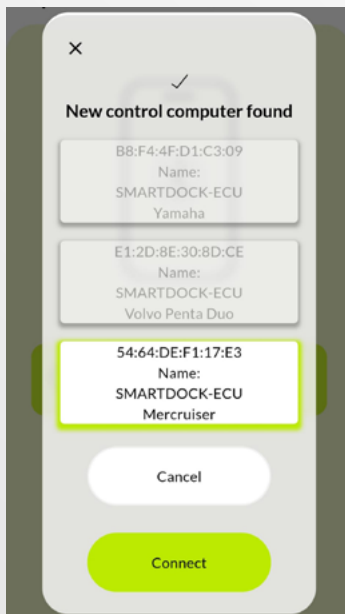 New control computer found
B8:F4:4F:D1:C3:09
Name:
SMARTDOCK-ECU
Yamaha
E1:2D:8E:30:8D:CE
Name:
SMARTDOCK-ECU
Volvo Penta Duo
54:64:DE:F1:17:E3
Name:
SMARTDOCK-ECU
Mercruiser
Cancel
Connect